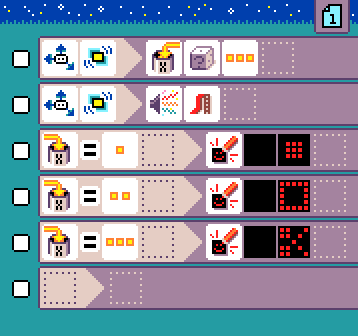 1
X
X =
X =
X =